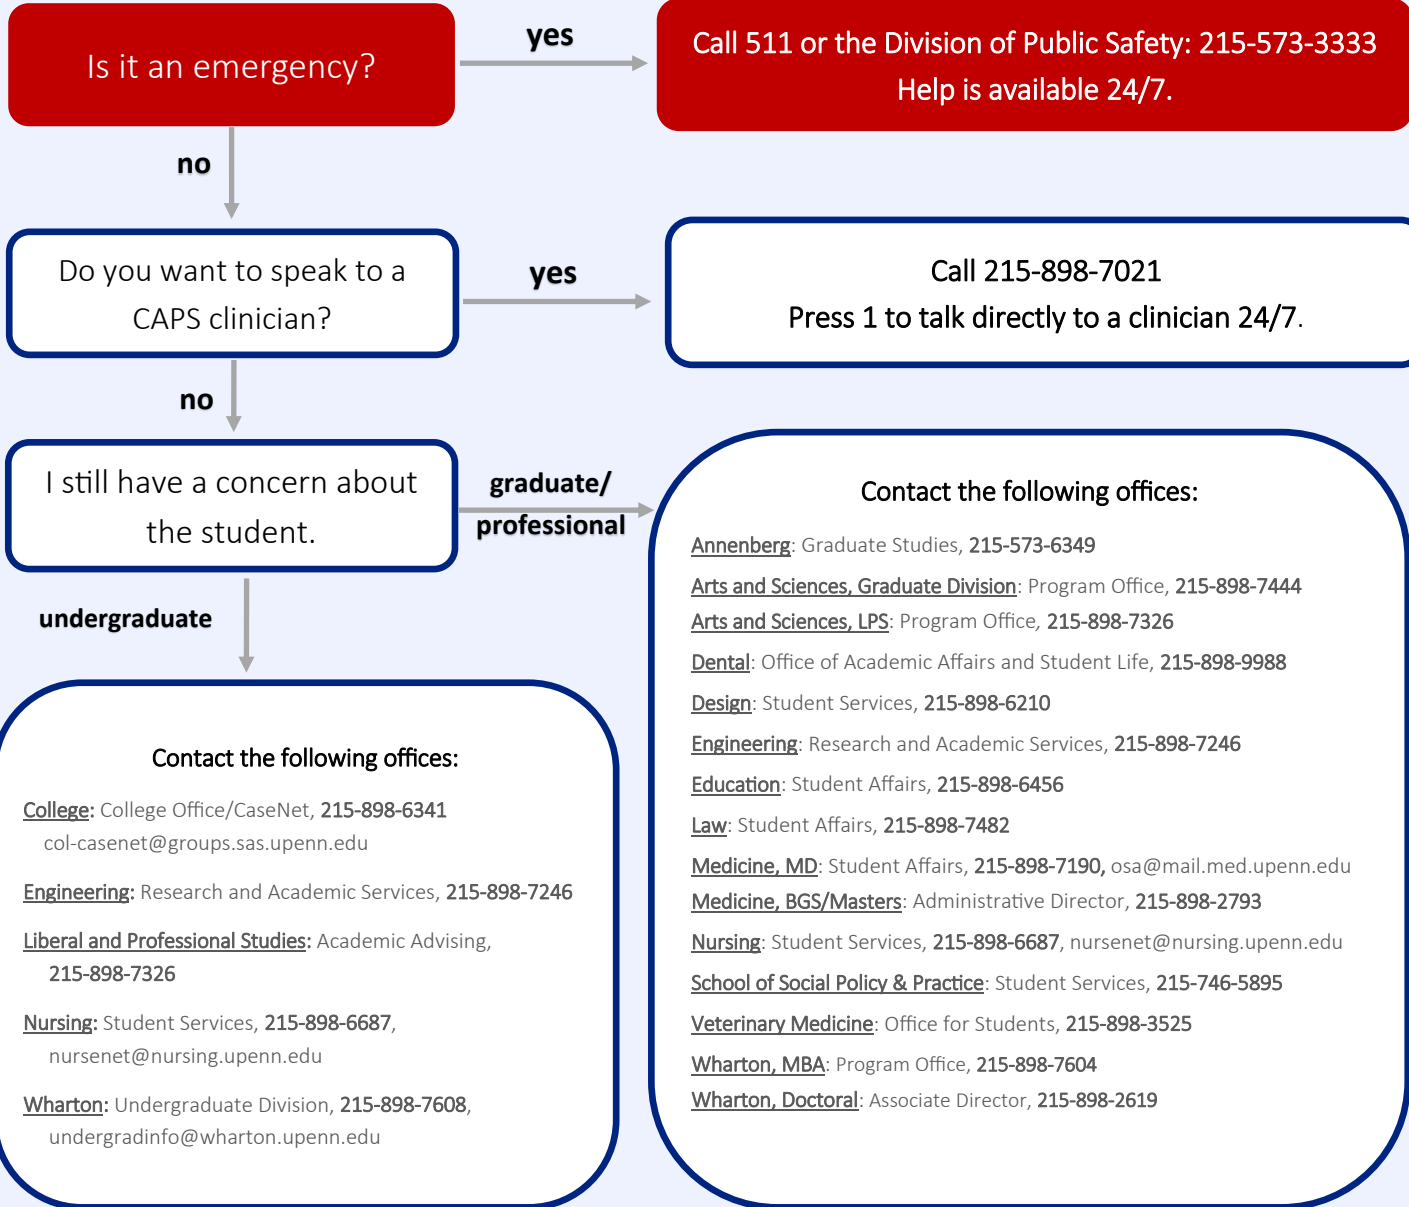 Is it an emergency?
yes
Call 511 or the Division of Public Safety: 215-573-3333
Help is available 24/7.
no
Do you want to speak to a
CAPS clinician?
yes
Call 215-898-7021
Press 1 to talk directly to a clinician 24/7.
no
I still have a concern about
the student.
graduate/
professional
undergraduate
Contact the following offices:
College: College Office/CaseNet, 215-898-6341
col-casenet@groups.sas.upenn.edu
Engineering: Research and Academic Services, 215-898-7246
Liberal and Professional Studies: Academic Advising,
215-898-7326
Nursing: Student Services, 215-898-6687,
nursenet@nursing.upenn.edu
Wharton: Undergraduate Division, 215-898-7608,
undergradinfo@wharton.upenn.edu
Contact the following offices:
Annenberg: Graduate Studies, 215-573-6349
Arts and Sciences, Graduate Division: Program Office, 215-898-7444
Arts and Sciences, LPS: Program Office, 215-898-7326
Dental: Office of Academic Affairs and Student Life, 215-898-9988
Design: Student Services, 215-898-6210
Engineering: Research and Academic Services, 215-898-7246
Education: Student Affairs, 215-898-6456
Law: Student Affairs, 215-898-7482
Medicine, MD: Student Affairs, 215-898-7190, osa@mail.med.upenn.edu
Medicine, BGS/Masters: Administrative Director, 215-898-2793
Nursing: Student Services, 215-898-6687, nursenet@nursing.upenn.edu
School of Social Policy & Practice: Student Services, 215-746-5895
Veterinary Medicine: Office for Students, 215-898-3525
Wharton, MBA: Program Office, 215-898-7604
Wharton, Doctoral: Associate Director, 215-898-2619